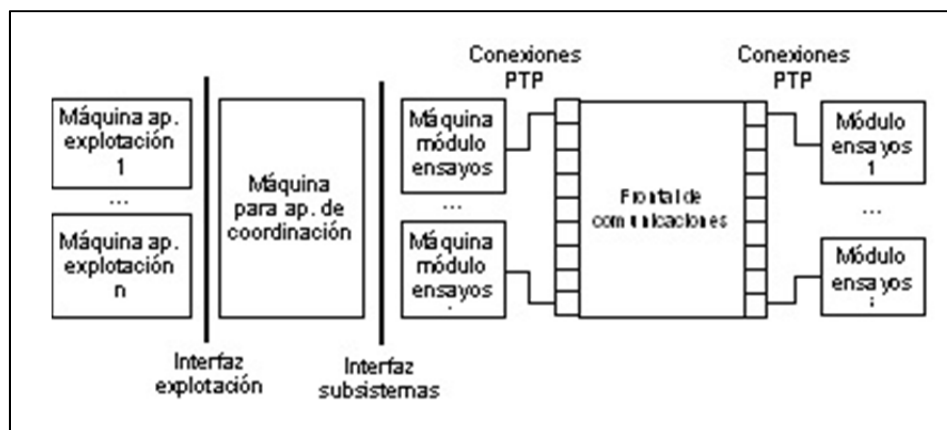 Conexiones
PTP
Conexiones
PTP
Máquina ap.
explotación
1
...
Máquina ap.
explotación
n
Máquina
para ap. de
coordinación
Máquina
módulo
ensayos
...
Máquina
módulo
ensayos
Frontal de
comunicaciones
Módulo
ensayos
1
...
Módulo
ensayos
i
Interfaz
explotación
Interfaz
subsistemas